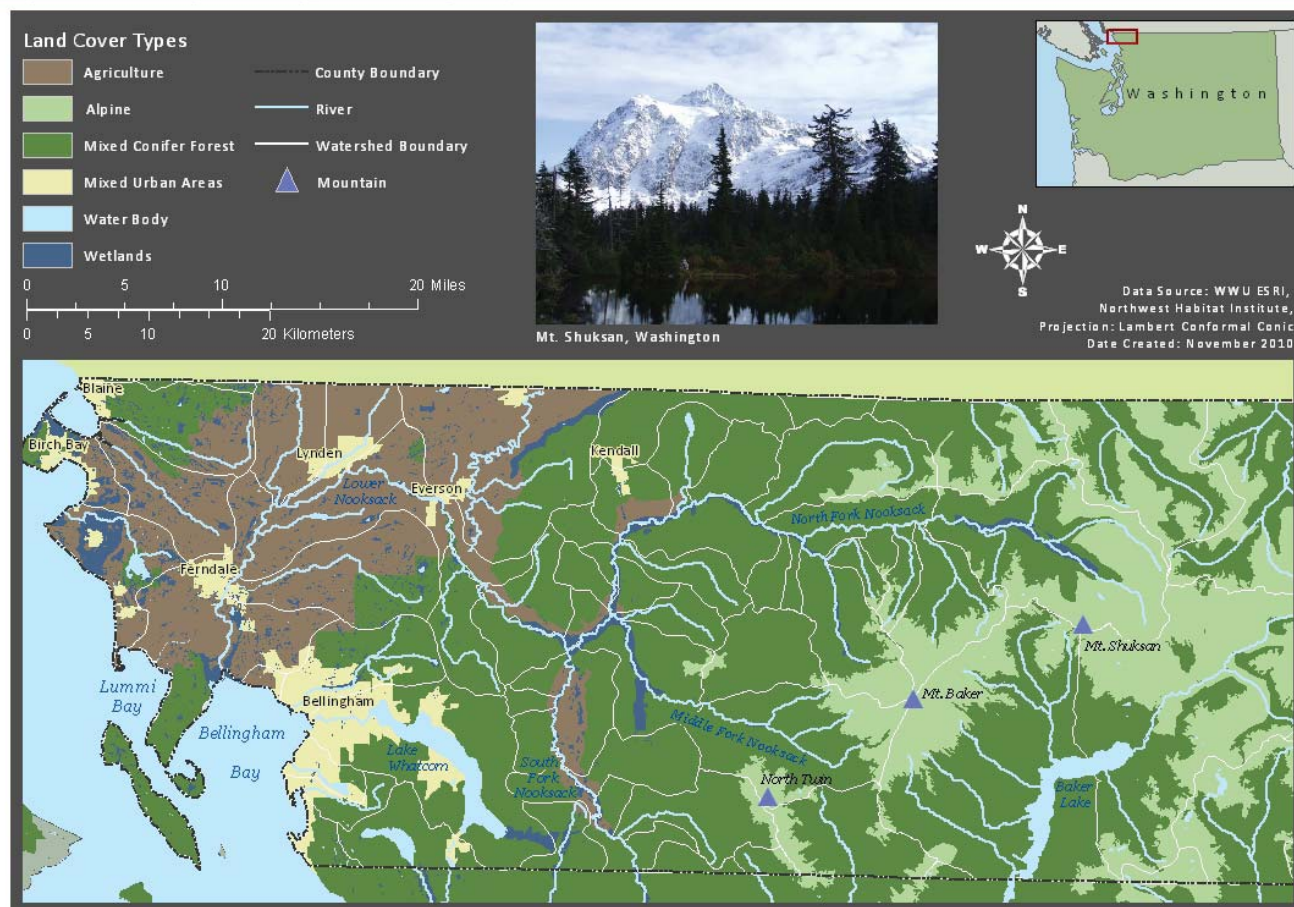 Land Cover Types
Agriculture
Alpine
Mixed Conifer Forest
Mixed Urban Areas
Water Body
Wetlands
County Boundary
River
Watershed Boundary
Mountain
0 5 10 20 Miles
0 5 10 20 Kilometers
Mt. Shuksan, Washington
Washington
N
W E
S
Data Source: WWU ESRI,
Northwest Habitat Institute,
Projection: Lambert Conformal Conic
Date Created: November 2010
Blaine
Birch Bay
Lynden
Kendall
Everson
Lower
Nooksack
North Fork Nooksack
Ferndale
Mt. Shuksan
Lummi
Bay
Bellingham
Mt. Baker
Bellingham
Bay
Middle Fork Nooksack
Lake
Whatcom
South
Fork
Nooksack
North Twin
Baker
Lake